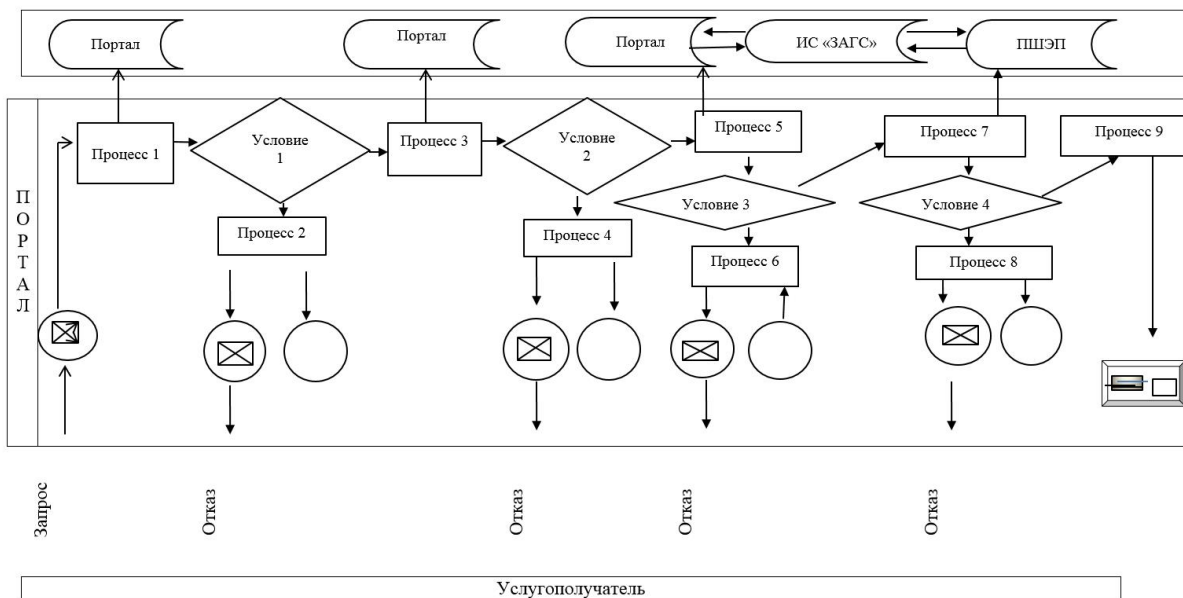 Портал
Портал
Портал
ИС «ЗАГС»
ПШЭП
ПОРТАЛ
Процесс 1
Условие
1
Процесс 3
Условие
2
Процесс 5
Процесс 7
Процесс 9
Условие 3
Условие 4
Процесс 2
Процесс 4
Процесс 6
Процесс 8
Запрос
Отказ
Отказ
Отказ
Отказ
Услугополучатель